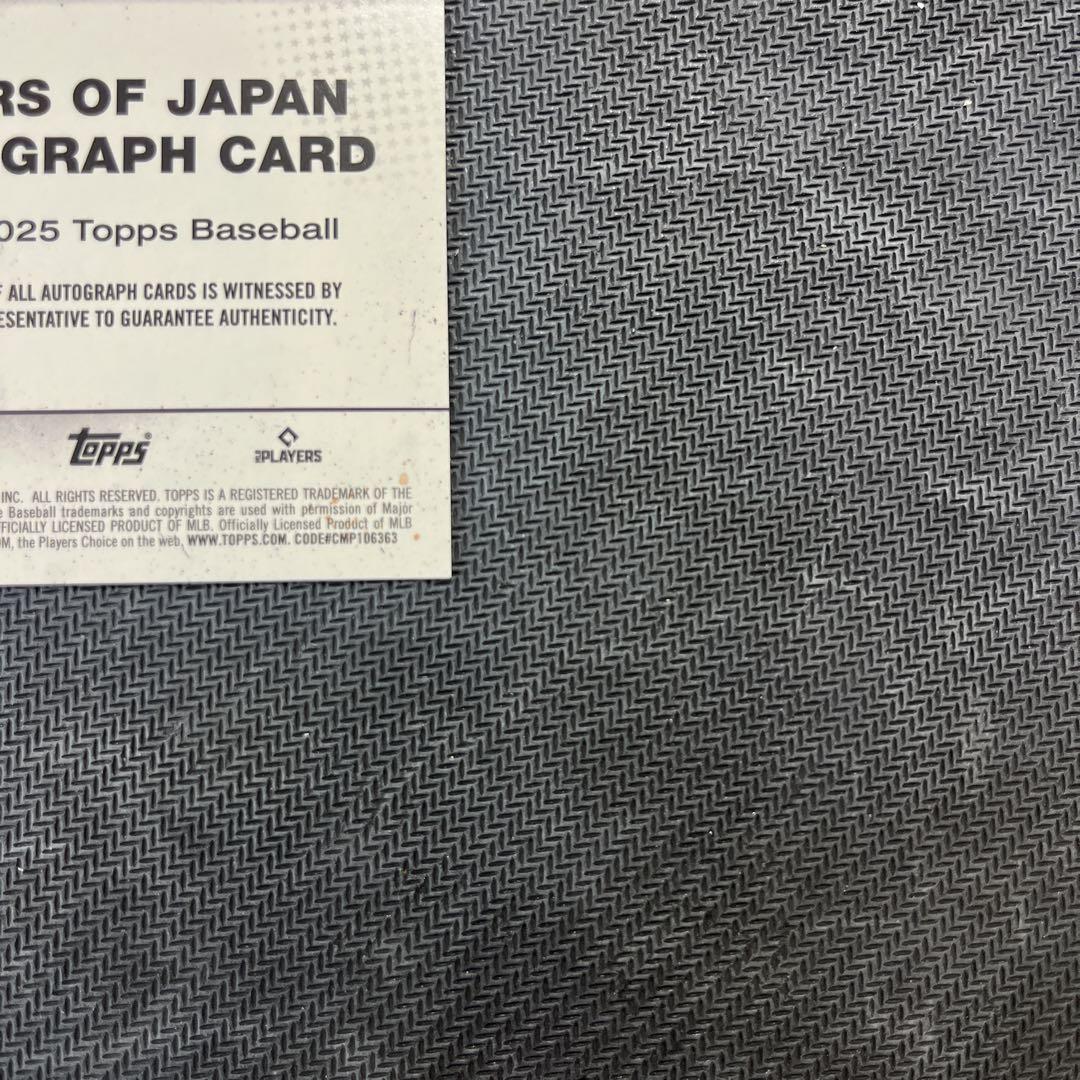 RS OF JAPAN
GRAPH CARD
025 Topps Baseball
ALL AUTOGRAPH CARDS IS WITNESSED BY
ESENTATIVE TO GUARANTEE AUTHENTICITY.
topps® PLAYERS
INC. ALL RIGHTS RESERVED. TOPPS IS A REGISTERED TRADEMARK OF THE
e Baseball trademarks and copyrights are used with permission of Major
FICIALLY LICENSED PRODUCT OF MLB. Officially Licensed Product of MLB
M, the Players Choice on the web, WWW.TOPPS.COM. CODE#CMP106363